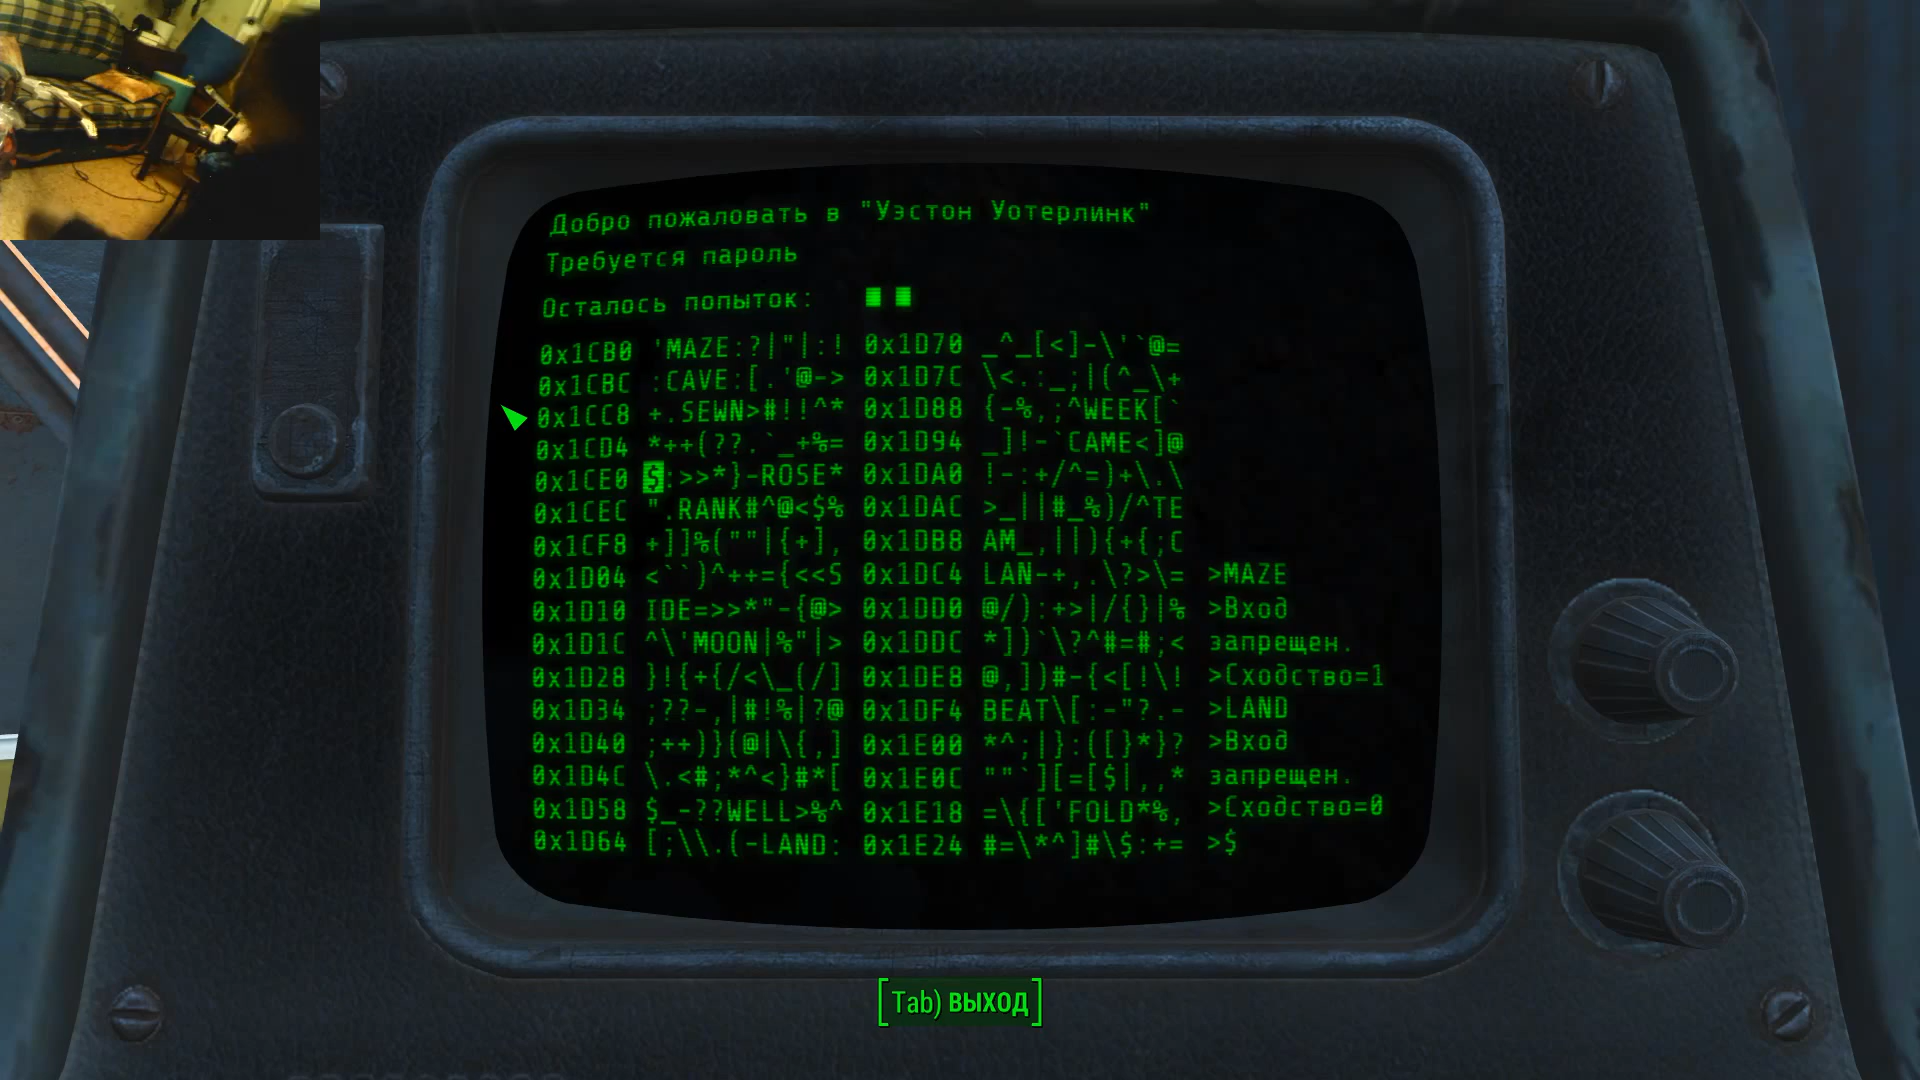 Добро пожаловать в "Уэстон Уотерлинк"
Требуется пароль
Осталось попыток:
0x1CB0 'MAZE:?|"|:! 0x1D70 _^_[<]-\'`@=
0x1CBC :CAVE:[.'@-> 0x1D7C \<.:_;|(^_\+
0x1CC8 +.SEWN>#!!^* 0x1D88 {-%,;^WEEK[`
0x1CD4 *++(??.`_+%= 0x1D94 _]!-`CAME<]@
0x1CE0 $:>>*}-ROSE* 0x1DA0 !-:+/^=)+\.\
0x1CEC ".RANK#^@<$% 0x1DAC >_||#_%)/^TE
0x1CF8 +]]%(""|{+], 0x1DB8 AM_,||){+{;C
0x1D04 <``)^++={<<S 0x1DC4 LAN-+,.\?>\= >MAZE
0x1D10 IDE=>>*"-{@> 0x1DD0 @/):+>|/{}|% >Вход
0x1D1C ^\'MOON|%"|> 0x1DDC *])`\?^#=#;< запрещен.
0x1D28 }!{+{/<\_(/] 0x1DE8 @,])#-{<[!\! >Сходство=1
0x1D34 ;??-,|#!%|?@ 0x1DF4 BEAT\[:-"?.- >LAND
0x1D40 ;++)}(@|\{,] 0x1E00 *^;|}:([}*}? >Вход
0x1D4C \.<#;*^<}#*[ 0x1E0C ""`][=[$|,,* запрещен.
0x1D58 $_-??WELL>%^ 0x1E18 =\{['FOLD*%, >Сходство=0
0x1D64 [;\\.(-LAND: 0x1E24 #=\*^]#\$:+= >$
[Tab) ВЫХОД]